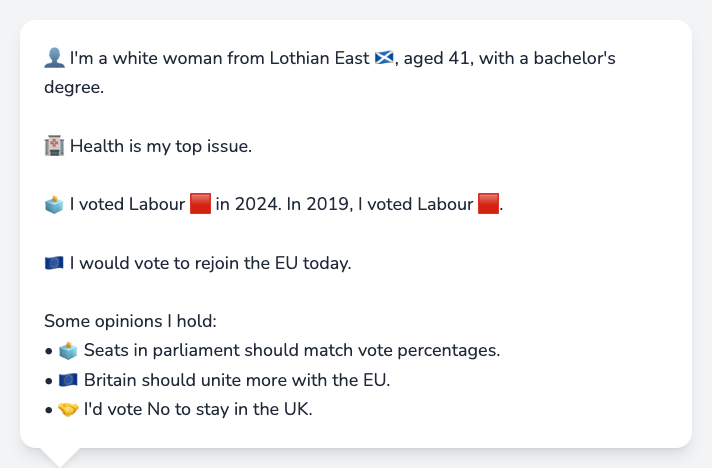 👤 I'm a white woman from Lothian East 🏴󠁧󠁢󠁳󠁣󠁴󠁿, aged 41, with a bachelor's
degree.
🏥 Health is my top issue.
🗳️ I voted Labour 🟥 in 2024. In 2019, I voted Labour 🟥.
🇪🇺 I would vote to rejoin the EU today.
Some opinions I hold:
• 🗳️ Seats in parliament should match vote percentages.
• 🇪🇺 Britain should unite more with the EU.
• 🤝 I'd vote No to stay in the UK.